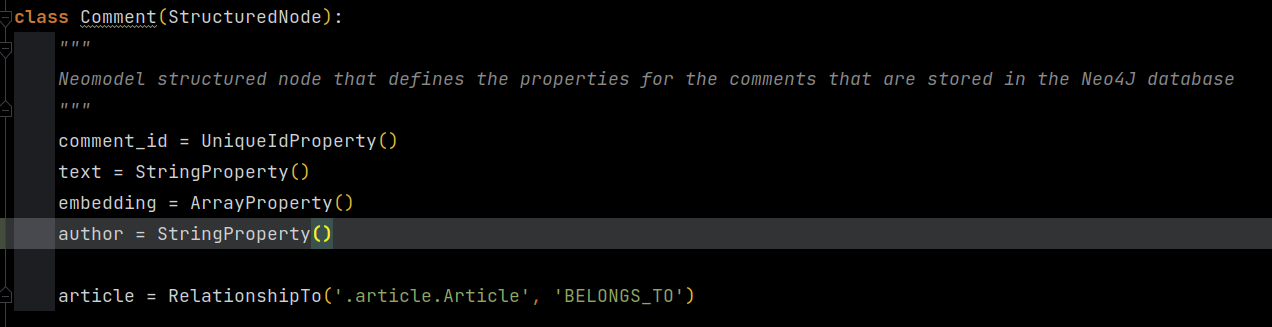 class Comment(StructuredNode):
"""
Neomodel structured node that defines the properties for the comments that are stored in the Neo4J database
"""
comment_id = UniqueIdProperty()
text = StringProperty()
embedding = ArrayProperty()
author = StringProperty()
article = RelationshipTo('.article.Article', 'BELONGS_TO')